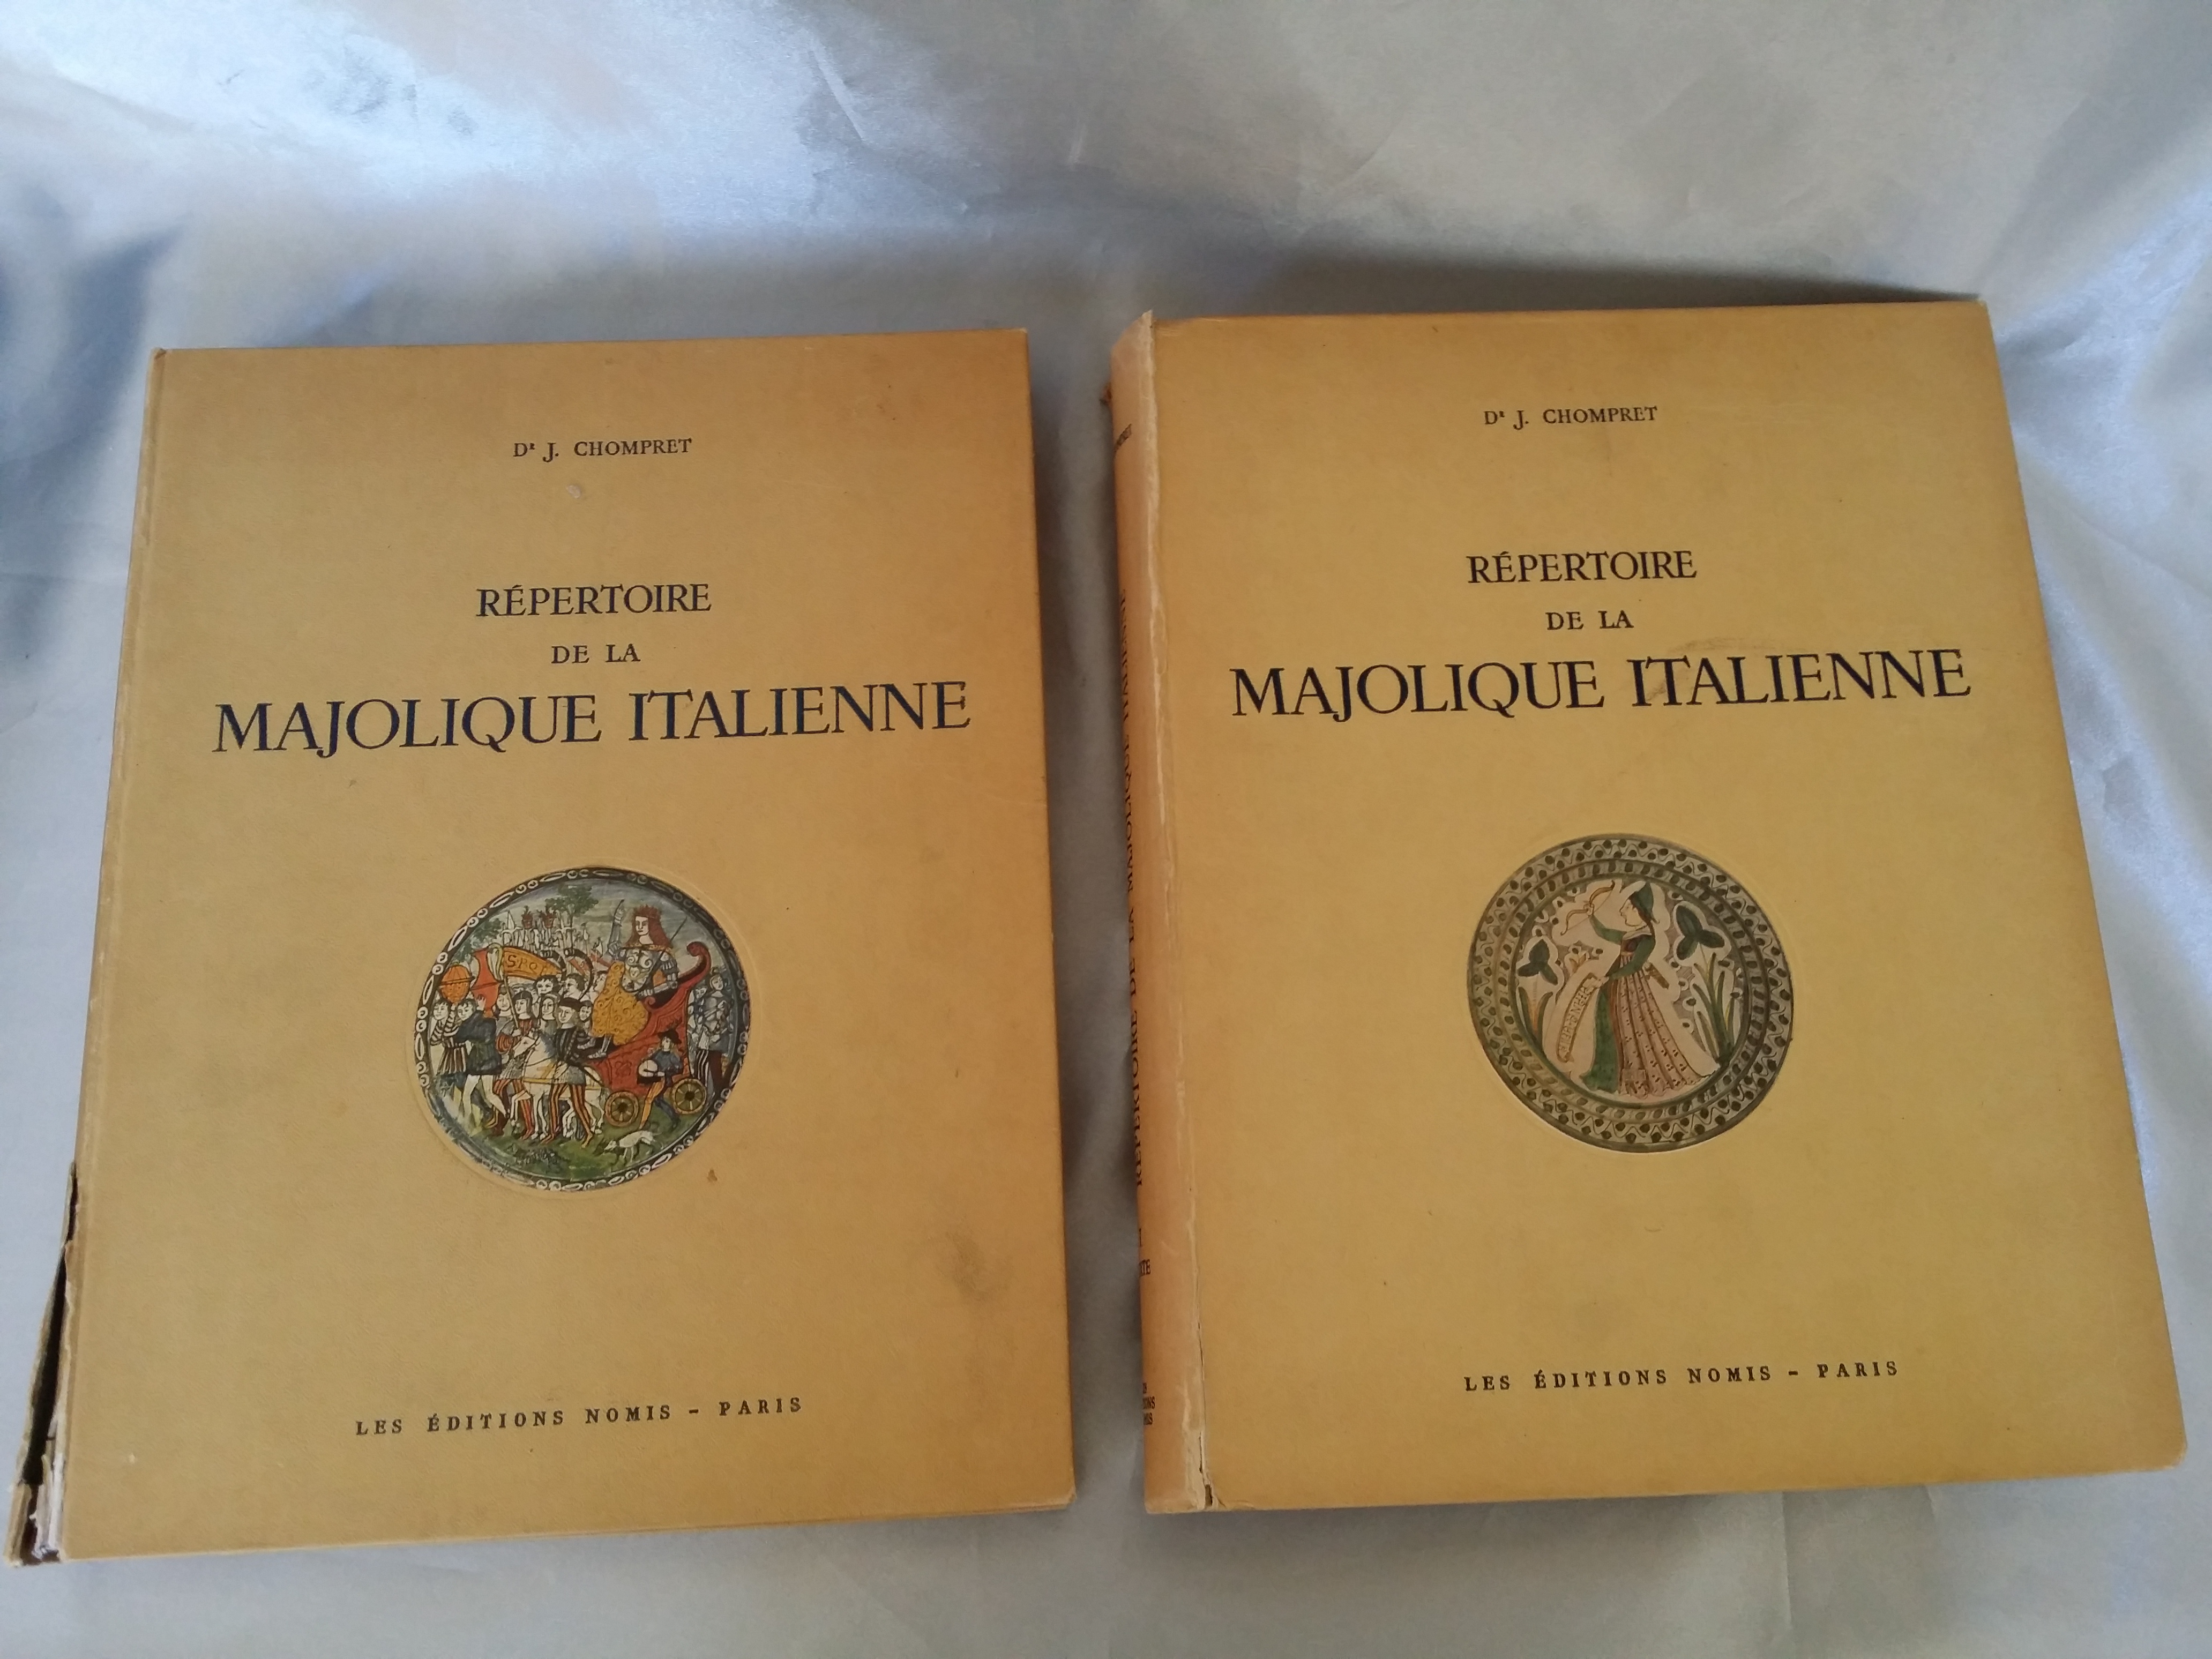 Dr J. CHOMPRET
RÉPERTOIRE
DE LA
MAJOLIQUE ITALIENNE
SPQR
LES ÉDITIONS NOMIS – PARIS
Dr J. CHOMPRET
RÉPERTOIRE
DE LA
MAJOLIQUE ITALIENNE
LES ÉDITIONS NOMIS – PARIS
RÉPERTOIRE DE LA MAJOLIQUE ITALIENNE